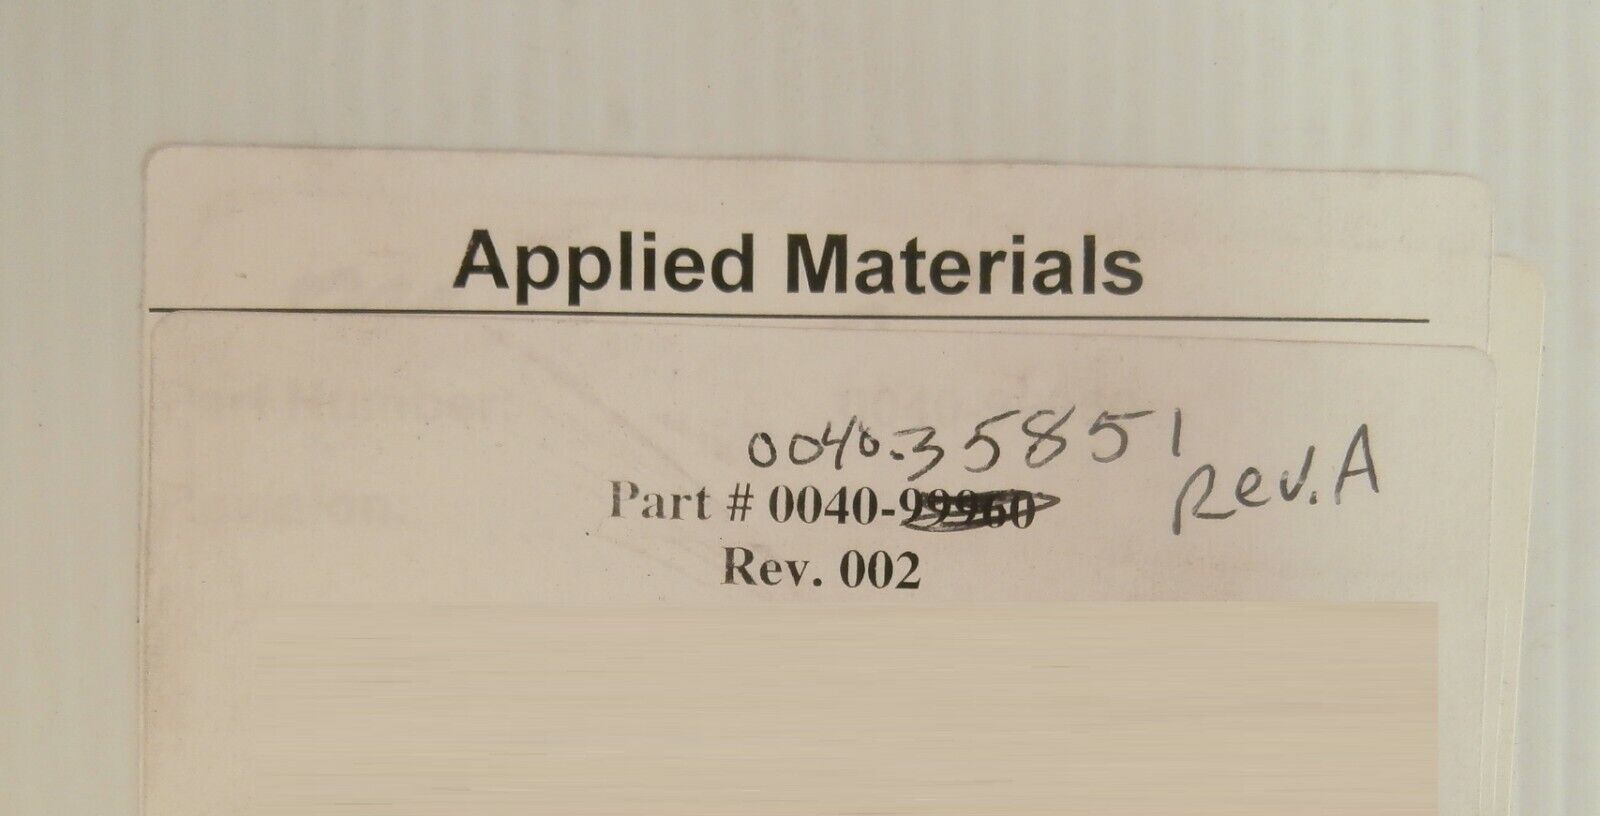 Applied Materials
0040-35851
Rev. A
Part # 0040-99960
Rev. 002